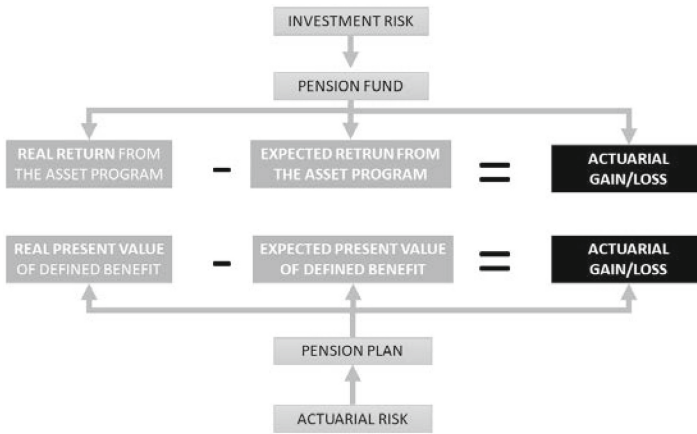 INVESTMENT RISK
PENSION FUND
REAL RETURN FROM
THE ASSET PROGRAM
-
EXPECTED RETRUN FROM
THE ASSET PROGRAM
=
ACTUARIAL
GAIN/LOSS
REAL PRESENT VALUE
OF DEFINED BENEFIT
-
EXPECTED PRESENT VALUE
OF DEFINED BENEFIT
=
ACTUARIAL
GAIN/LOSS
PENSION PLAN
ACTUARIAL RISK